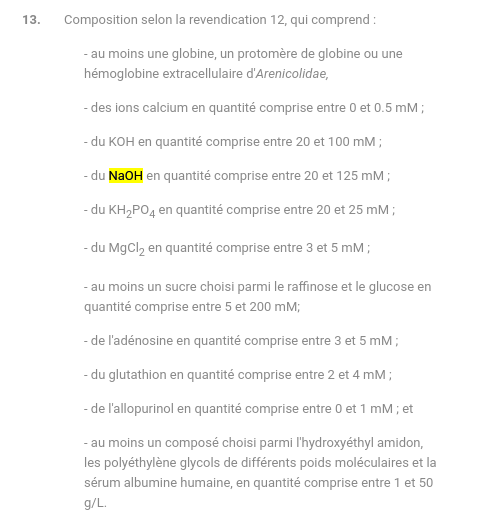 13. Composition selon la revendication 12, qui comprend :
- au moins une globine, un protomère de globine ou une
hémoglobine extracellulaire d'Arenicolidae,
- des ions calcium en quantité comprise entre 0 et 0.5 mM ;
- du KOH en quantité comprise entre 20 et 100 mM ;
- du NaOH en quantité comprise entre 20 et 125 mM ;
- du KH2PO4 en quantité comprise entre 20 et 25 mM ;
- du MgCl2 en quantité comprise entre 3 et 5 mM ;
- au moins un sucre choisi parmi le raffinose et le glucose en
quantité comprise entre 5 et 200 mM;
- de l'adénosine en quantité comprise entre 3 et 5 mM ;
- du glutathion en quantité comprise entre 2 et 4 mM ;
- de l'allopurinol en quantité comprise entre 0 et 1 mM ; et
- au moins un composé choisi parmi l'hydroxyéthyl amidon,
les polyéthylène glycols de différents poids moléculaires et la
sérum albumine humaine, en quantité comprise entre 1 et 50
g/L.